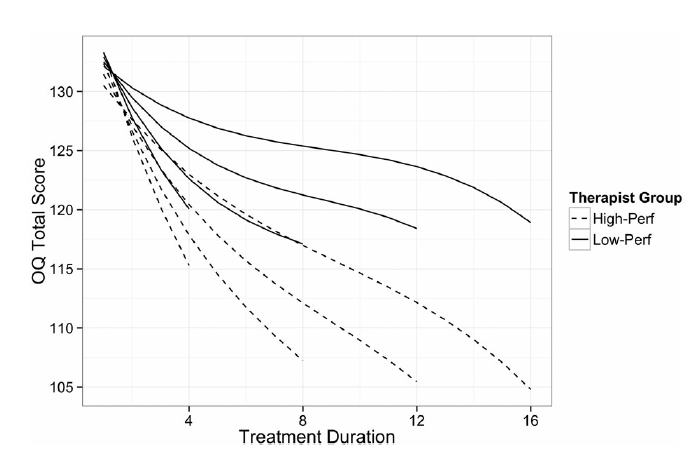 130
125
120
115
110
105
OQ Total Score
4
8
12
16
Treatment Duration
Therapist Group
High-Perf
Low-Perf